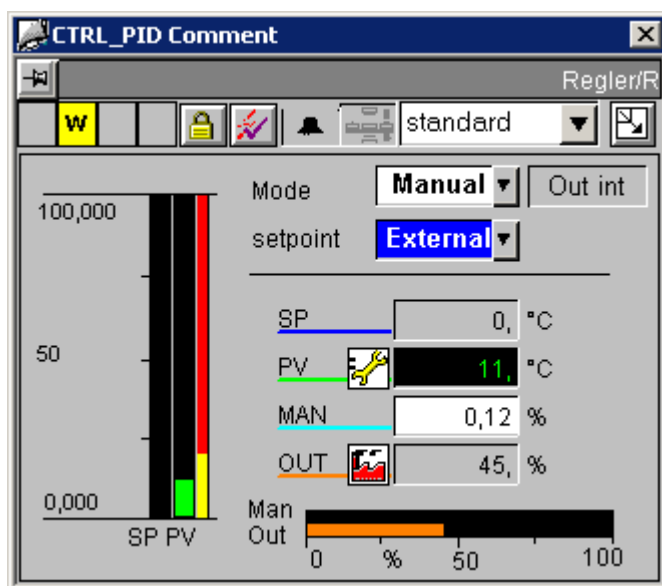 CTRL_PID Comment
Regler/R
W
standard
Mode
Manual
Out int
setpoint
External
100,000
50
0,000
SP PV
SP
0,
°C
PV
11,
°C
MAN
0,12
%
OUT
45,
%
Man
Out
0
%
50
100